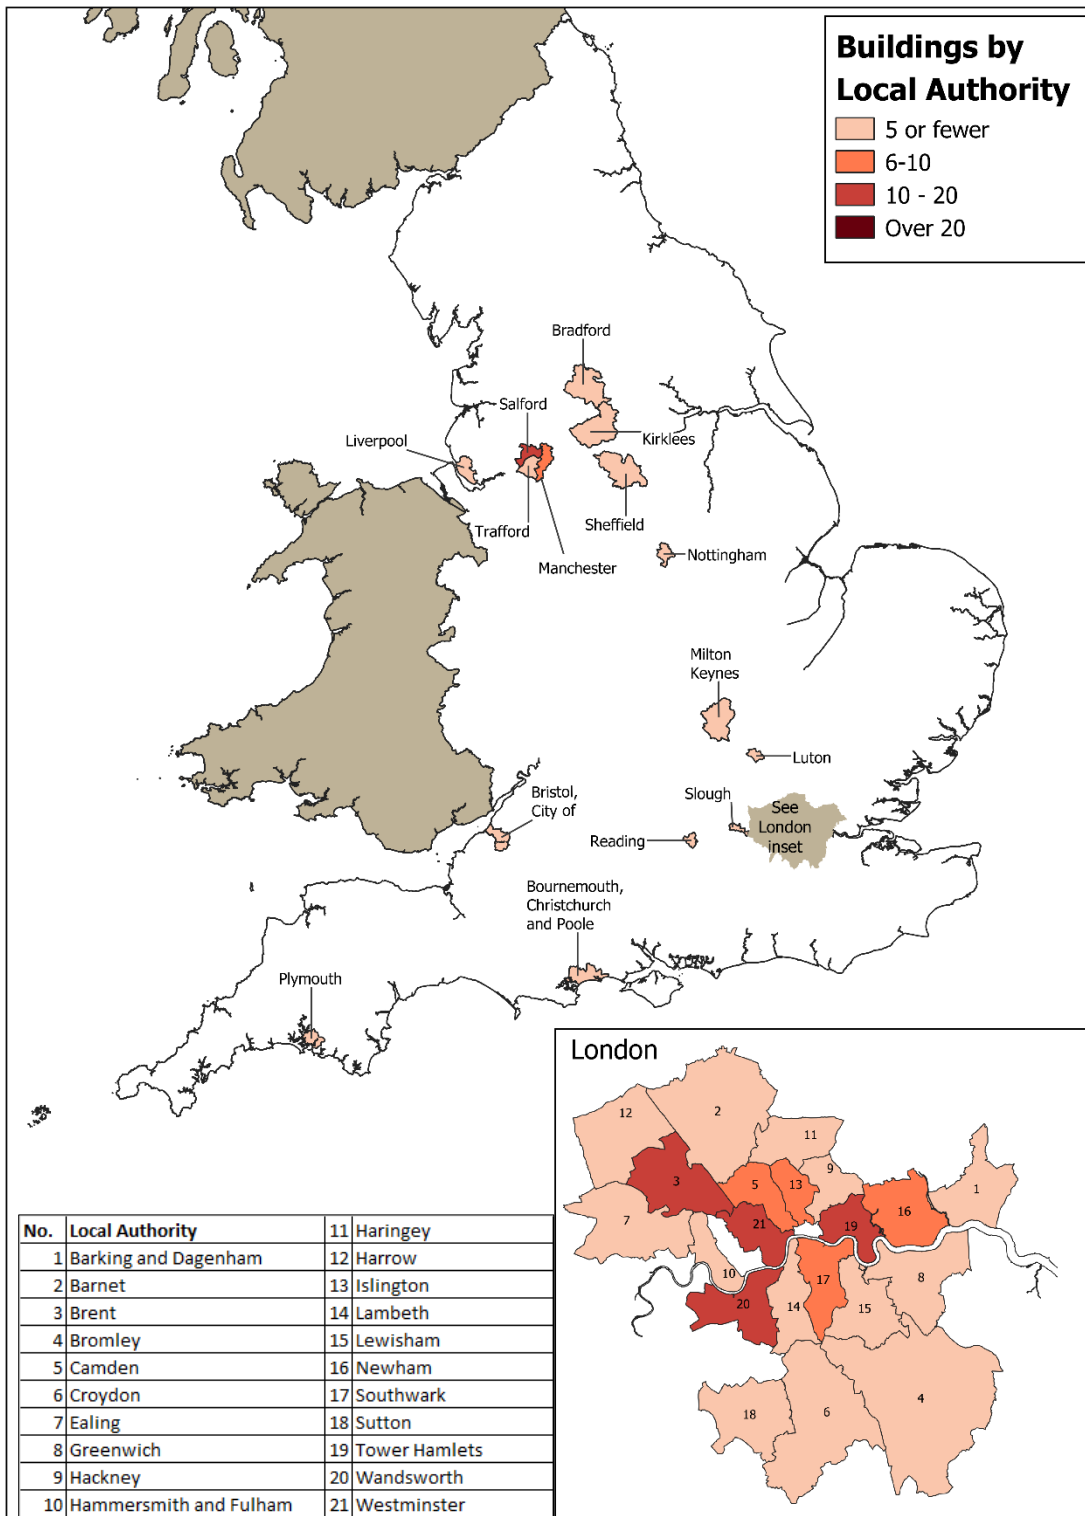 Buildings by
Local Authority
5 or fewer
6-10
10 - 20
Over 20
Bradford
Salford
Liverpool
Kirklees
Trafford
Sheffield
Manchester
Nottingham
Milton
Keynes
Luton
Bristol,
City of
Slough
See
London
inset
Reading
Bournemouth,
Christchurch
and Poole
Plymouth
London
12
2
11
9
3
5
13
1
7
21
19
16
10
8
20
14
17
15
18
6
4
No. Local Authority 11 Haringey
1 Barking and Dagenham 12 Harrow
2 Barnet 13 Islington
3 Brent 14 Lambeth
4 Bromley 15 Lewisham
5 Camden 16 Newham
6 Croydon 17 Southwark
7 Ealing 18 Sutton
8 Greenwich 19 Tower Hamlets
9 Hackney 20 Wandsworth
10 Hammersmith and Fulham 21 Westminster